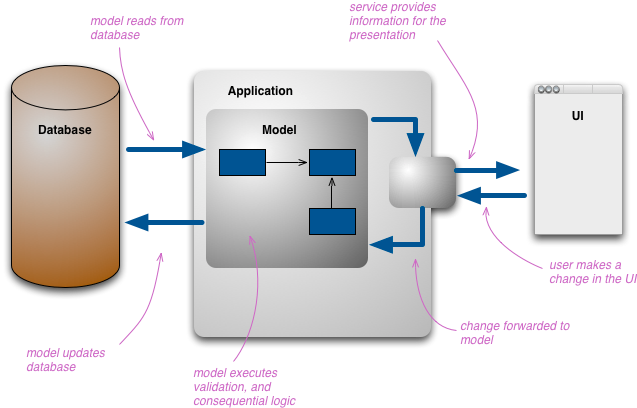 service provides
information for the
presentation
model reads from
database
Application
Database
Model
UI
user makes a
change in the UI
change forwarded to
model
model updates
database
model executes
validation, and
consequential logic